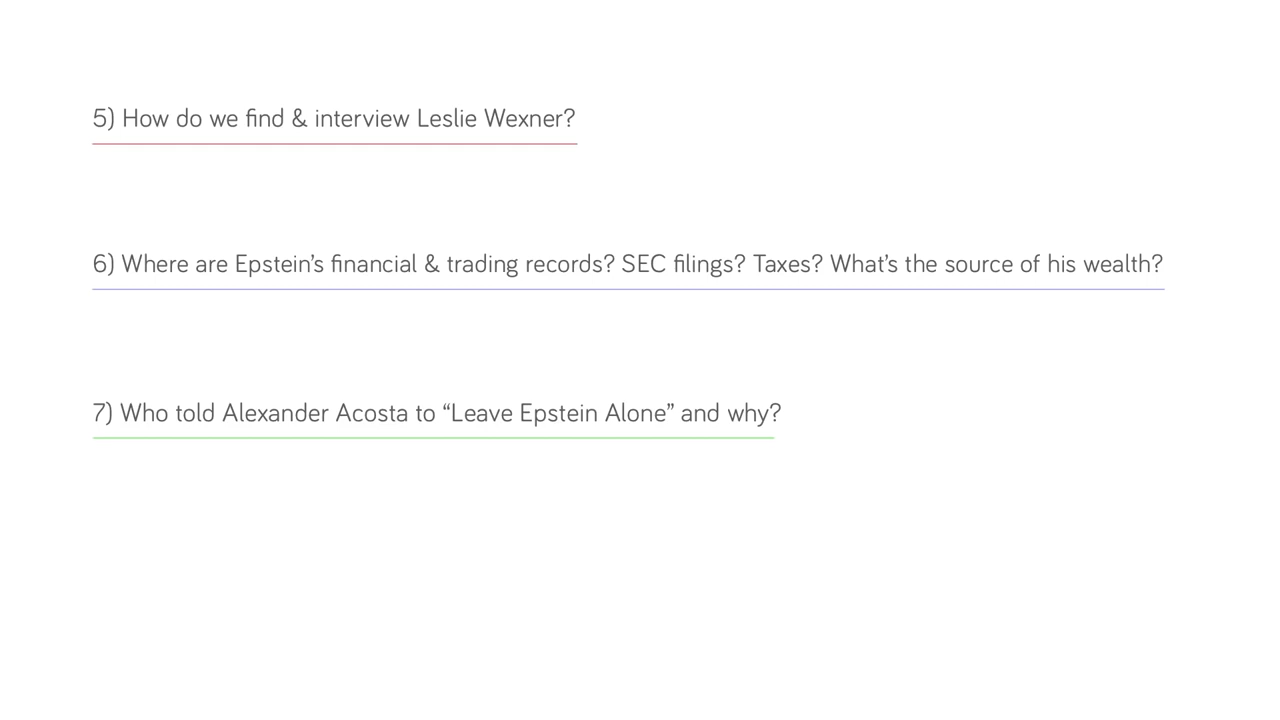 5) How do we find & interview Leslie Wexner?
6) Where are Epstein’s financial & trading records? SEC filings? Taxes? What’s the source of his wealth?
7) Who told Alexander Acosta to “Leave Epstein Alone” and why?